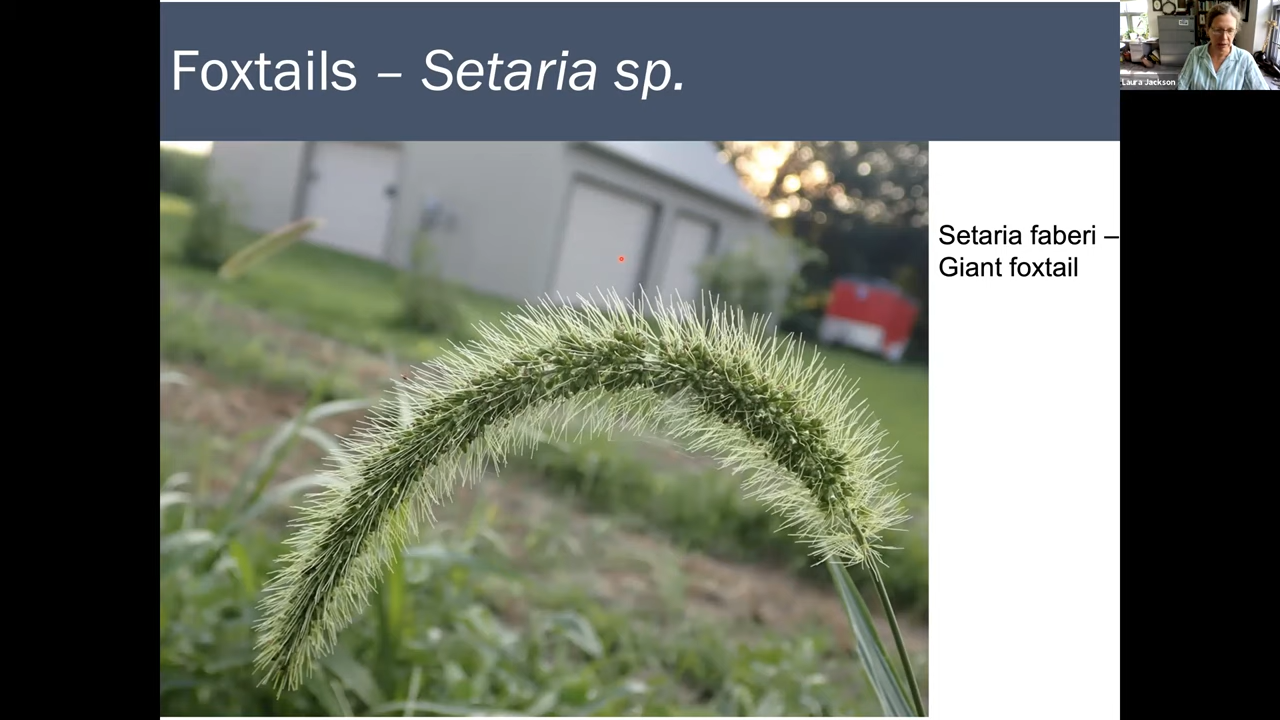 Foxtails – Setaria sp.
Setaria faberi –
Giant foxtail
Laura Jackson